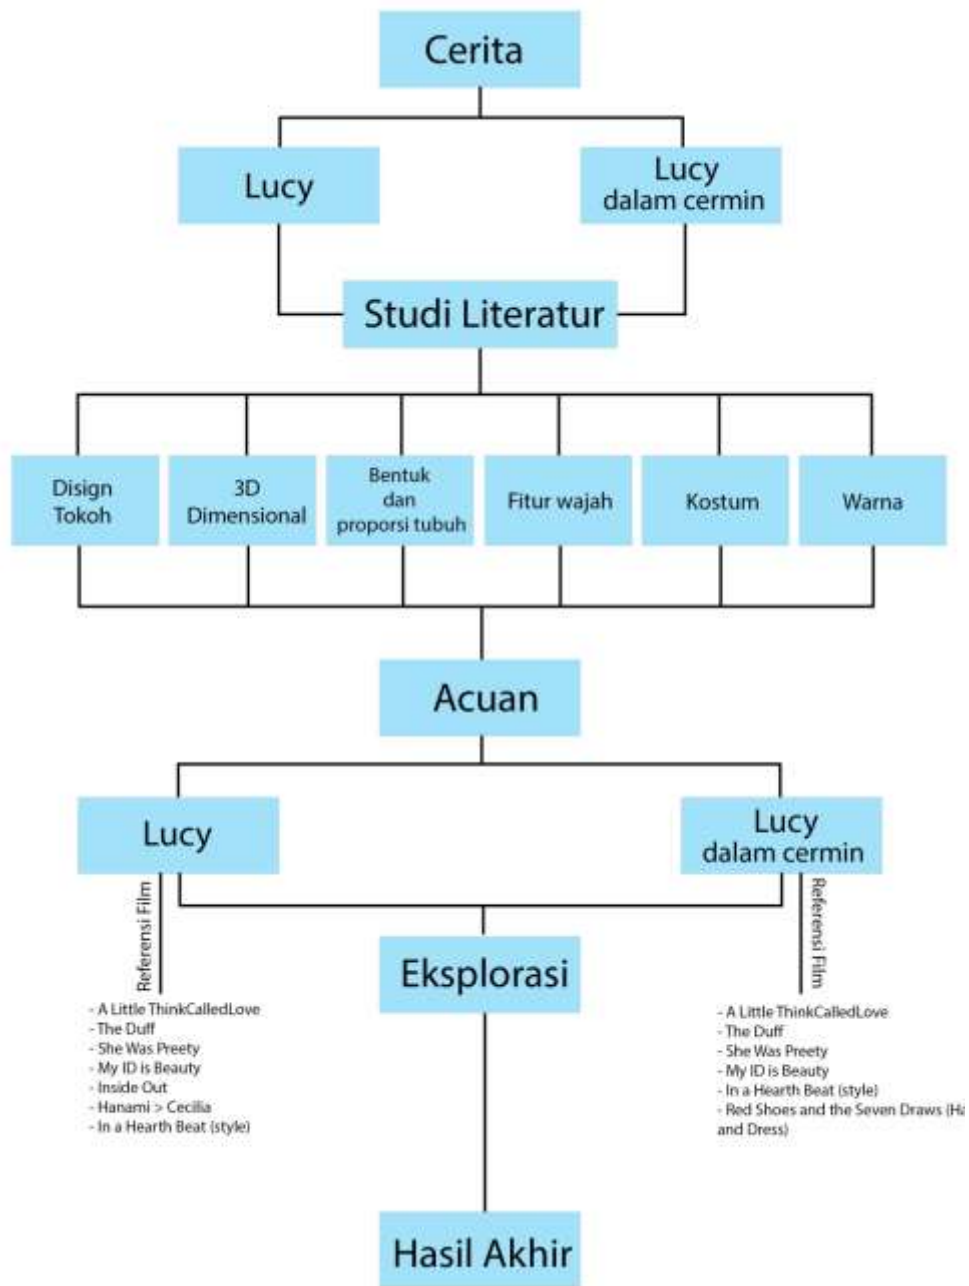 Cerita
Lucy
Lucy
dalam cermin
Studi Literatur
Disign
Tokoh
3D
Dimensional
Bentuk
dan
proporsi tubuh
Fitur wajah
Kostum
Warna
Acuan
Lucy
Lucy
dalam cermin
Referensi Film
- A Little ThinkCalledLove
- The Duff
- She Was Preety
- My ID is Beauty
- Inside Out
- Hanami > Cecilia
- In a Hearth Beat (style)
Eksplorasi
Referensi Film
- A Little ThinkCalledLove
- The Duff
- She Was Preety
- My ID is Beauty
- In a Hearth Beat (style)
- Red Shoes and the Seven Draws
and Dress)
Hasil Akhir